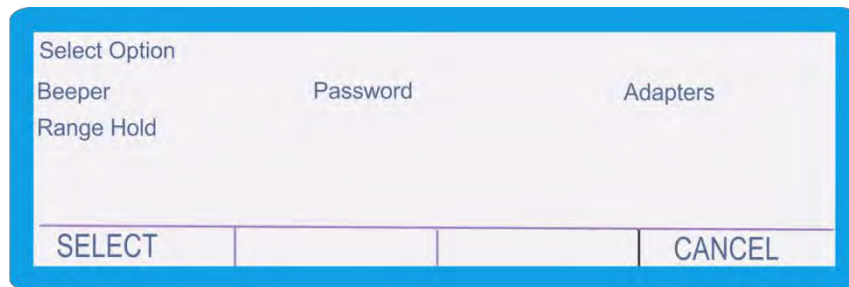 Select Option
Beeper Password Adapters
Range Hold
SELECT CANCEL